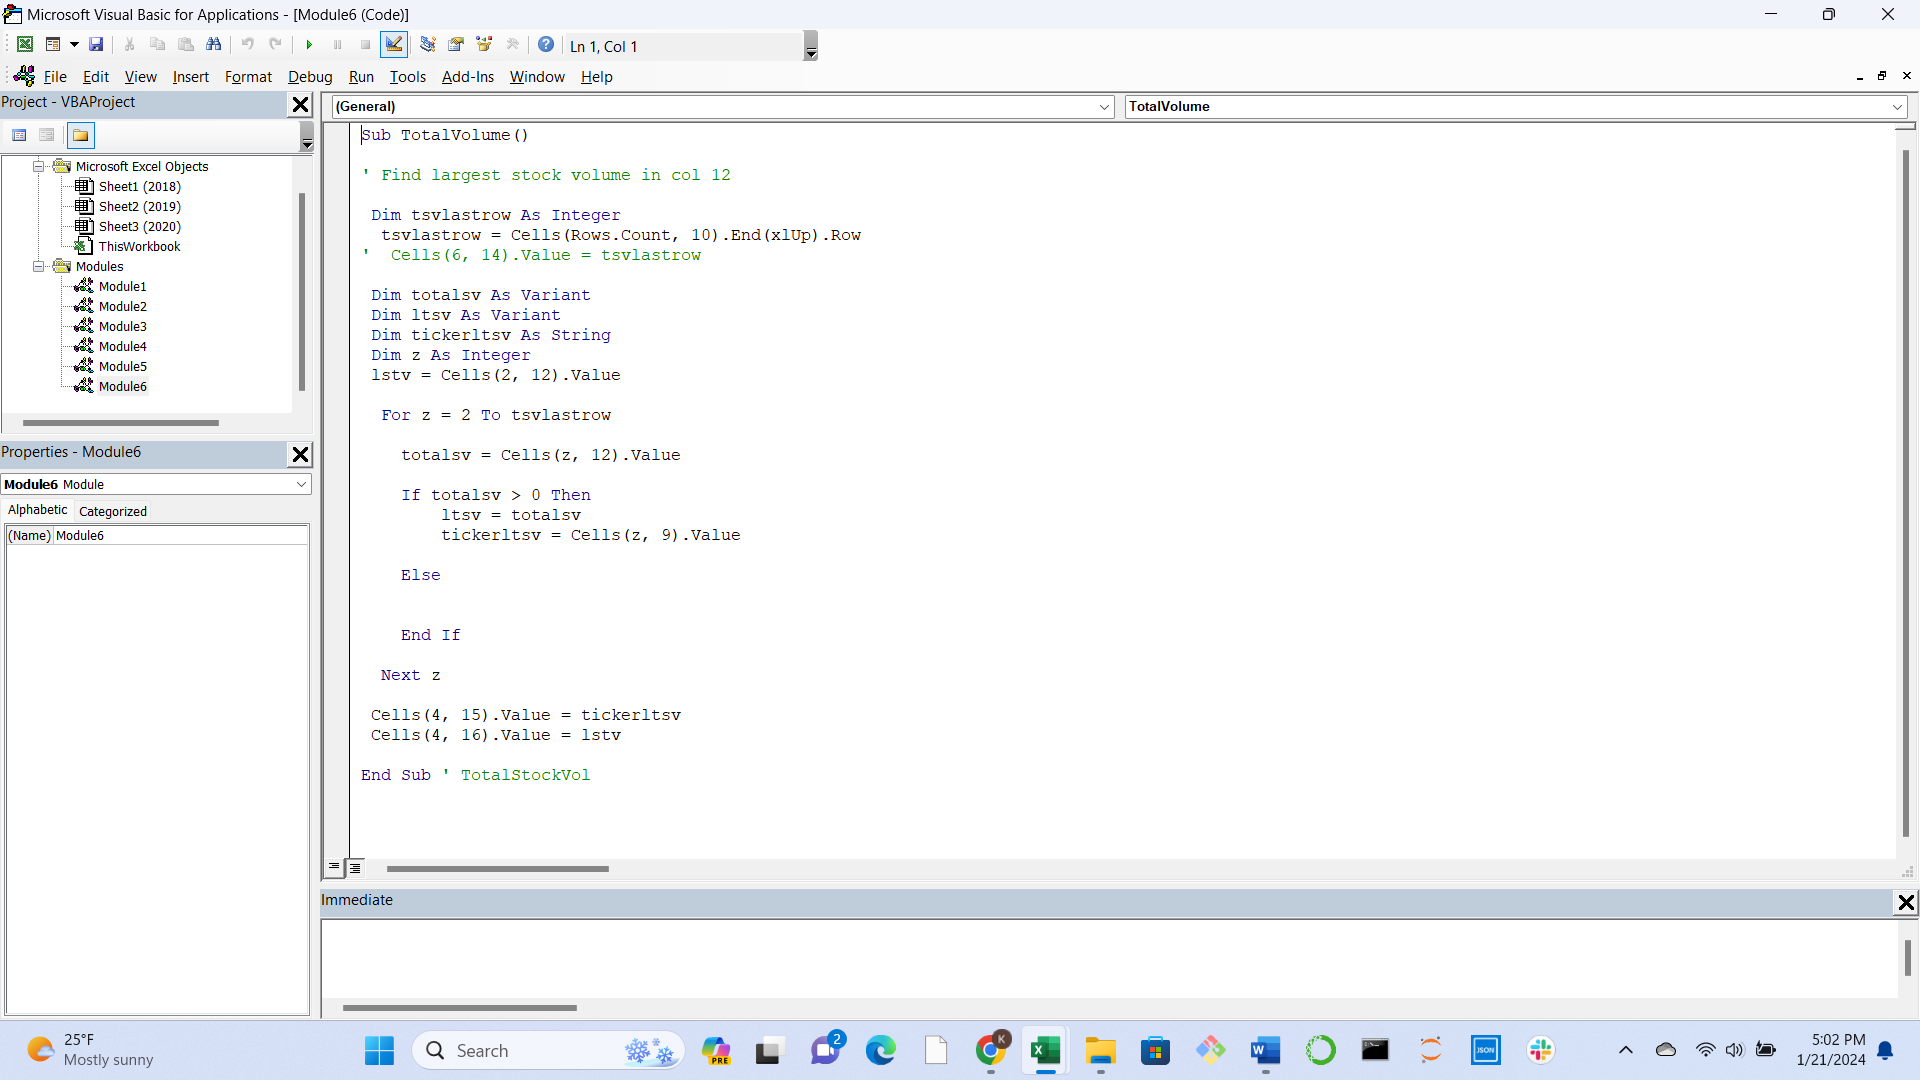 Microsoft Visual Basic for Applications - [Module6 (Code)]
Ln 1, Col 1
File Edit View Insert Format Debug Run Tools Add-Ins Window Help
Project - VBAProject
Microsoft Excel Objects
Sheet1 (2018)
Sheet2 (2019)
Sheet3 (2020)
ThisWorkbook
Modules
Module1
Module2
Module3
Module4
Module5
Module6
Properties - Module6
Module6 Module
Alphabetic Categorized
(Name) Module6
(General) TotalVolume
Sub TotalVolume()
' Find largest stock volume in col 12
Dim tsvlastrow As Integer
tsvlastrow = Cells(Rows.Count, 10).End(xlUp).Row
' Cells(6, 14).Value = tsvlastrow
Dim totalsv As Variant
Dim ltsv As Variant
Dim tickerltsv As String
Dim z As Integer
lstv = Cells(2, 12).Value
For z = 2 To tsvlastrow
totalsv = Cells(z, 12).Value
If totalsv > 0 Then
ltsv = totalsv
tickerltsv = Cells(z, 9).Value
Else
End If
Next z
Cells(4, 15).Value = tickerltsv
Cells(4, 16).Value = lstv
End Sub ' TotalStockVol
Immediate
25°F
Mostly sunny
Search
PRE
2
K
W
JSON
5:02 PM
1/21/2024